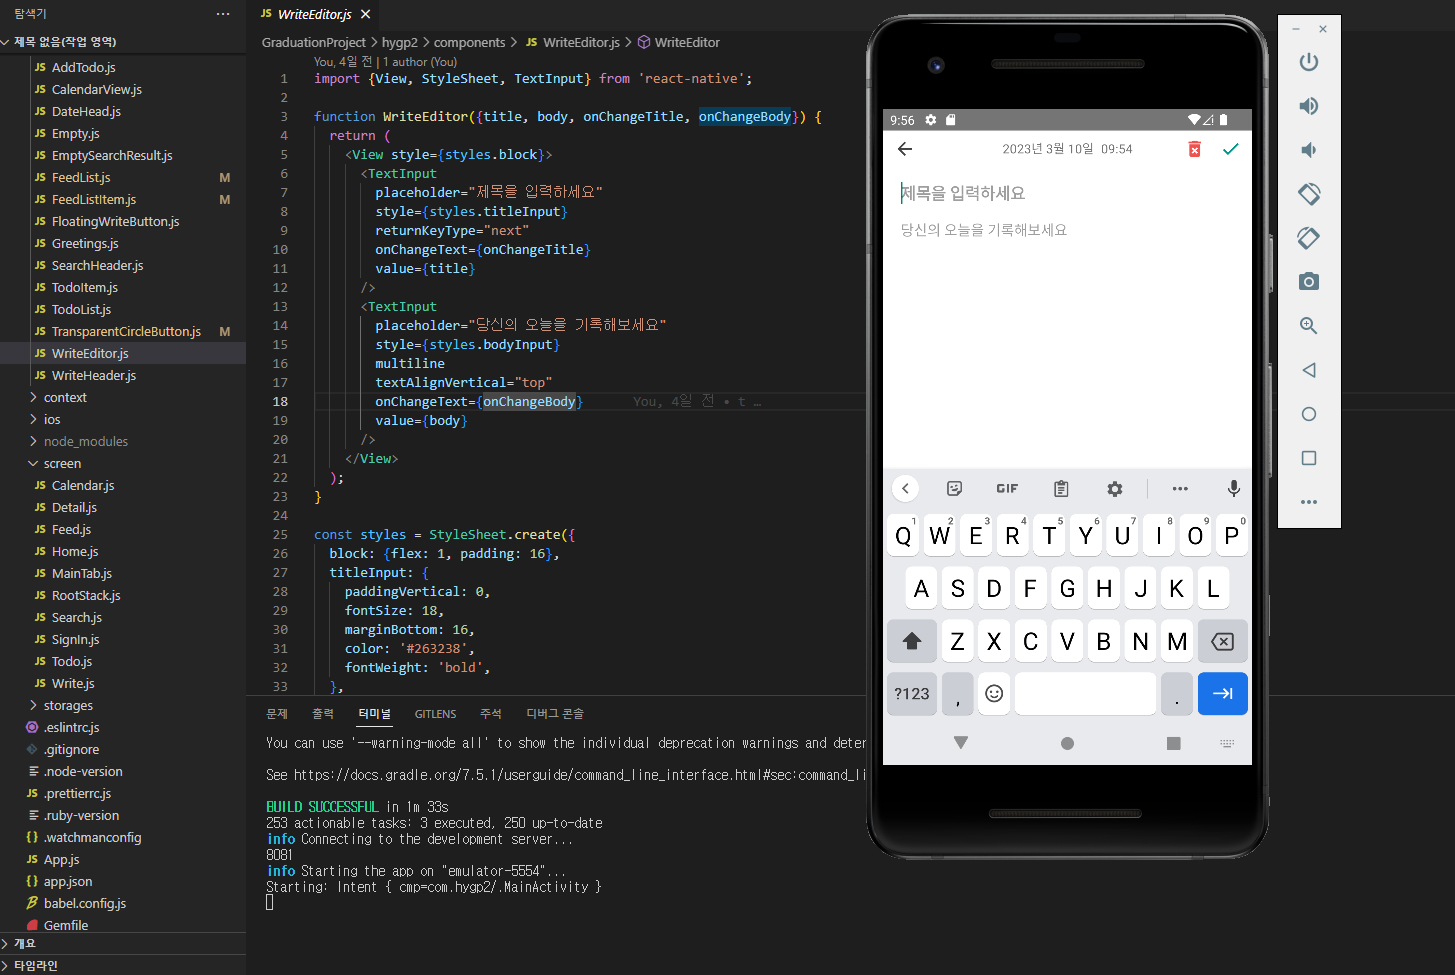 탐색기 ···
제목 없음(작업 영역)
JS AddTodo.js
JS CalendarView.js
JS DateHead.js
JS Empty.js
JS EmptySearchResult.js
JS FeedList.js M
JS FeedListItem.js M
JS FloatingWriteButton.js
JS Greetings.js
JS SearchHeader.js
JS TodoItem.js
JS TodoList.js
JS TransparentCircleButton.js M
JS WriteEditor.js
JS WriteHeader.js
context
ios
node_modules
screen
JS Calendar.js
JS Detail.js
JS Feed.js
JS Home.js
JS MainTab.js
JS RootStack.js
JS Search.js
JS SignIn.js
JS Todo.js
JS Write.js
storages
.eslintrc.js
.gitignore
.node-version
JS .prettierrc.js
.ruby-version
{} .watchmanconfig
JS App.js
{} app.json
babel.config.js
Gemfile
개요
타임라인
JS WriteEditor.js
GraduationProject > hygp2 > components > JS WriteEditor.js > WriteEditor
You, 4일 전 | 1 author (You)
1 import {View, StyleSheet, TextInput} from 'react-native';
2
3 function WriteEditor({title, body, onChangeTitle, onChangeBody}) {
4 return (
5 <View style={styles.block}>
6 <TextInput
7 placeholder="제목을 입력하세요"
8 style={styles.titleInput}
9 returnKeyType="next"
10 onChangeText={onChangeTitle}
11 value={title}
12 />
13 <TextInput
14 placeholder="당신의 오늘을 기록해보세요"
15 style={styles.bodyInput}
16 multiline
17 textAlignVertical="top"
18 onChangeText={onChangeBody} You, 4일 전 • t …
19 value={body}
20 />
21 </View>
22 );
23 }
24
25 const styles = StyleSheet.create({
26 block: {flex: 1, padding: 16},
27 titleInput: {
28 paddingVertical: 0,
29 fontSize: 18,
30 marginBottom: 16,
31 color: '#263238',
32 fontWeight: 'bold',
33 },
문제 출력 터미널 GITLENS 주석 디버그 콘솔
You can use '--warning-mode all' to show the individual deprecation warnings and deter
See https://docs.gradle.org/7.5.1/userguide/command_line_interface.html#sec:command_li
BUILD SUCCESSFUL in 1m 33s
253 actionable tasks: 3 executed, 250 up-to-date
info Connecting to the development server...
8081
info Starting the app on "emulator-5554"...
Starting: Intent { cmp=com.hygp2/.MainActivity }
9:56
2023년 3월 10일 09:54
제목을 입력하세요
당신의 오늘을 기록해보세요
GIF
Q1 W2 E3 R4 T5 Y6 U7 I8 O9 P0
A S D F G H J K L
Z X C V B N M
?123 , .